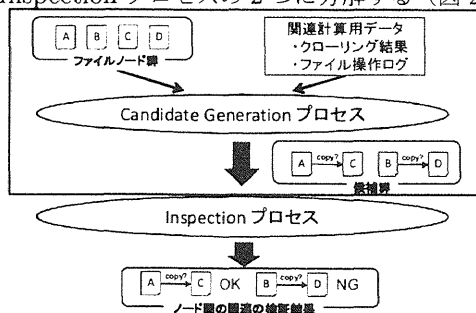 Inspection プロセスの 2 つに分解する(図 2
A B C D
ファイルノード群
関連計算用データ
・クローリング結果
・ファイル操作ログ
Candidate Generation プロセス
A copy? C B copy? D
候補群
Inspection プロセス
A copy? C OK B copy? D NG
ノード間の関連の検証結果